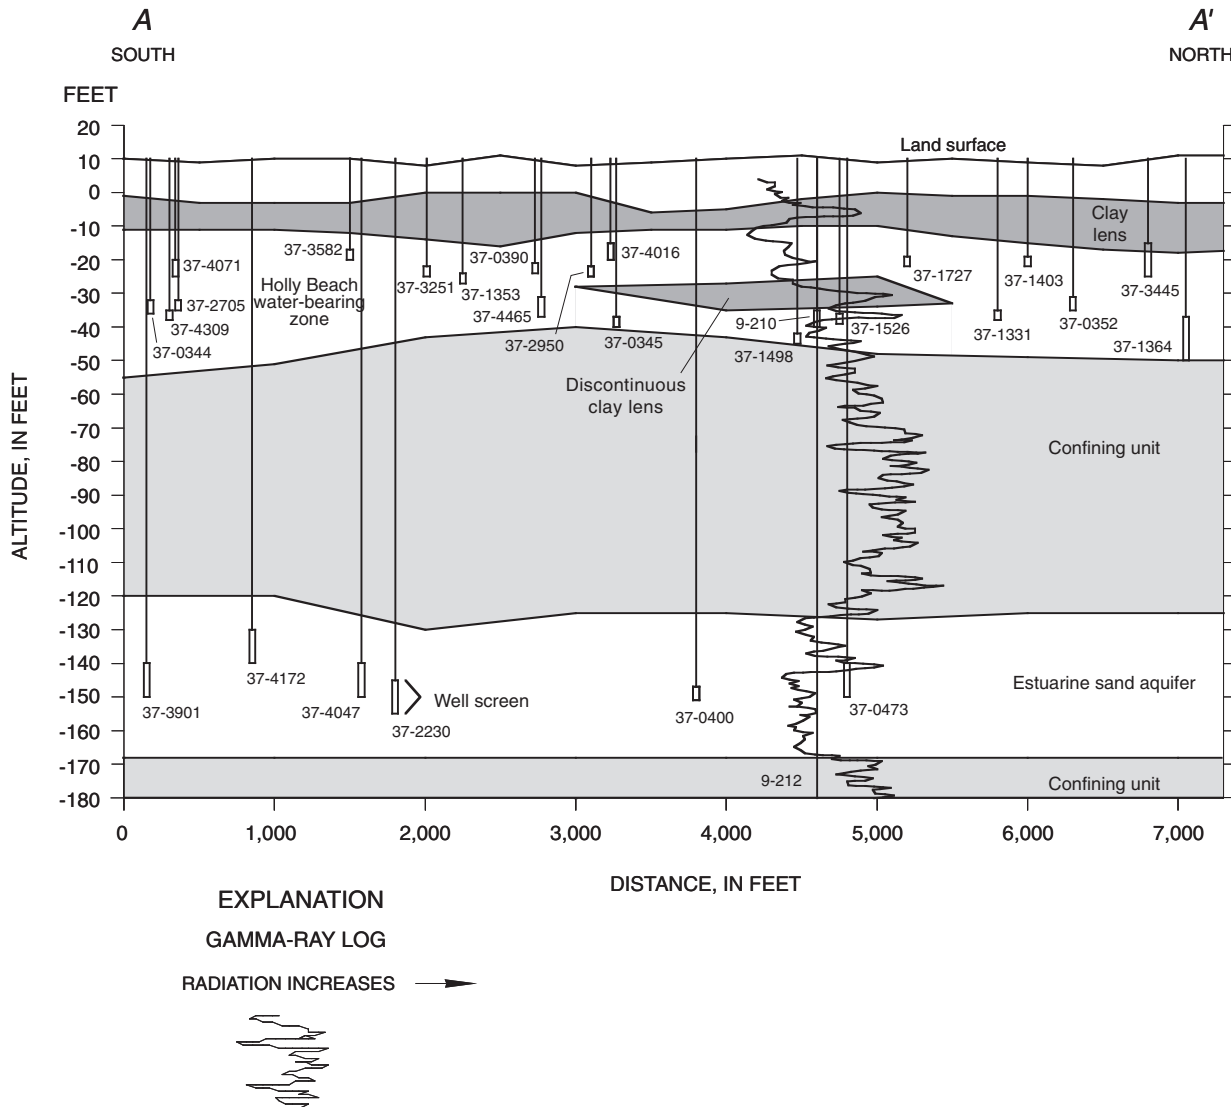 A
A'
SOUTH
NORTH
FEET
20
10
0
-10
-20
-30
-40
-50
-60
-70
-80
-90
-100
-110
-120
-130
-140
-150
-160
-170
-180
ALTITUDE, IN FEET
Land surface
Clay
lens
37-3582
37-0390
37-4016
37-4071
37-3251
37-1353
37-1727
37-1403
37-3445
Holly Beach
water-bearing
zone
37-2705
37-4309
37-0344
37-4465
37-2950
37-0345
9-210
37-1526
37-1498
37-1331
37-0352
37-1364
Discontinuous
clay lens
Confining unit
37-4172
37-3901
37-4047
Well screen
37-2230
37-0400
37-0473
Estuarine sand aquifer
9-212
Confining unit
0
1,000
2,000
3,000
4,000
5,000
6,000
7,000
DISTANCE, IN FEET
EXPLANATION
GAMMA-RAY LOG
RADIATION INCREASES